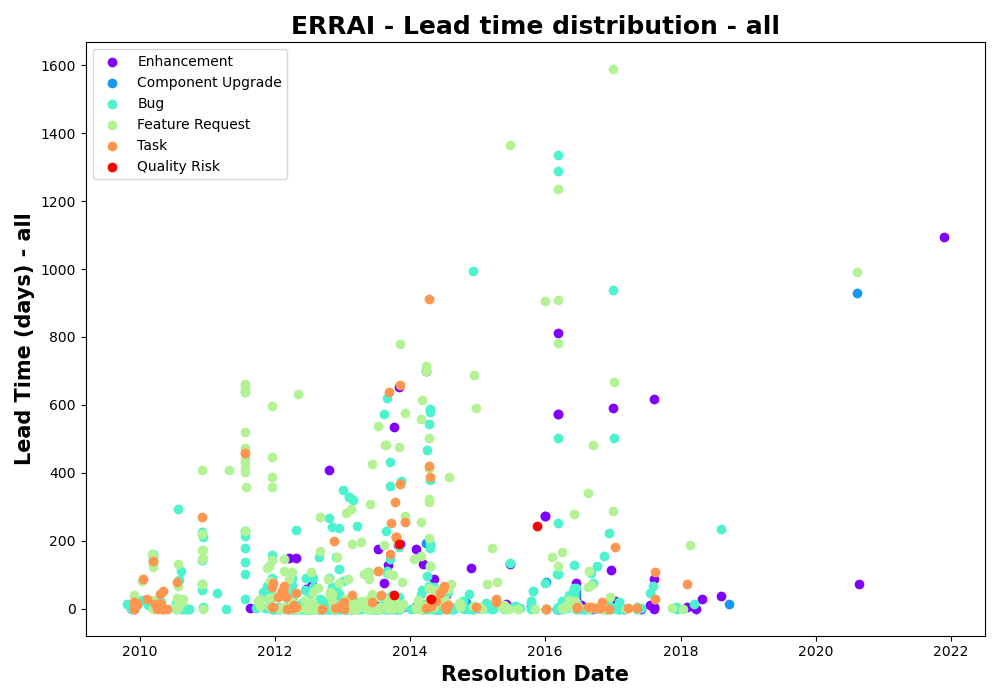 ERRAI - Lead time distribution - all
Enhancement
Component Upgrade
Bug
Feature Request
Task
Quality Risk
Lead Time (days) - all
1600
1400
1200
1000
800
600
400
200
0
2010 2012 2014 2016 2018 2020 2022
Resolution Date